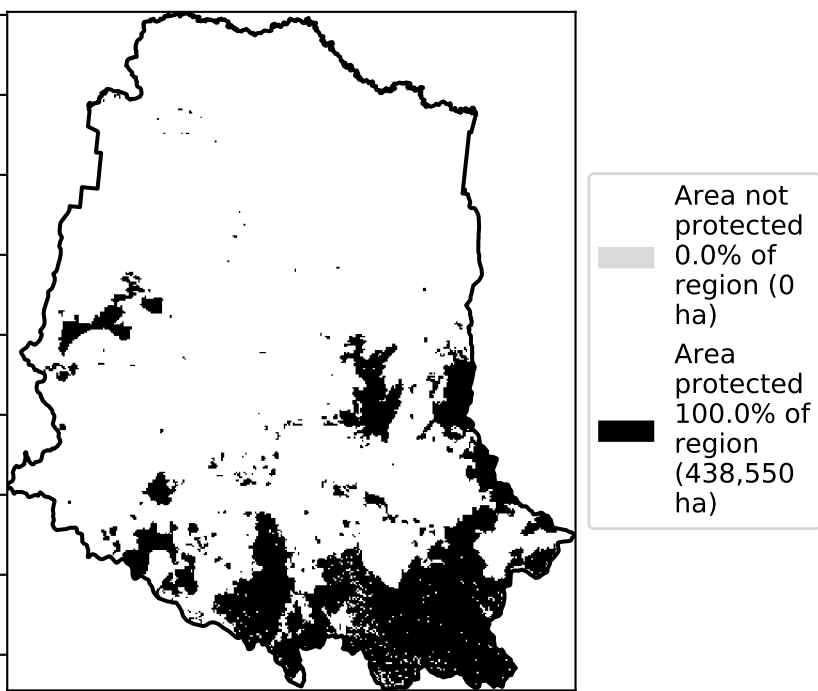 Area not
protected
0.0% of
region (0
ha)
Area
protected
100.0% of
region
(438,550
ha)